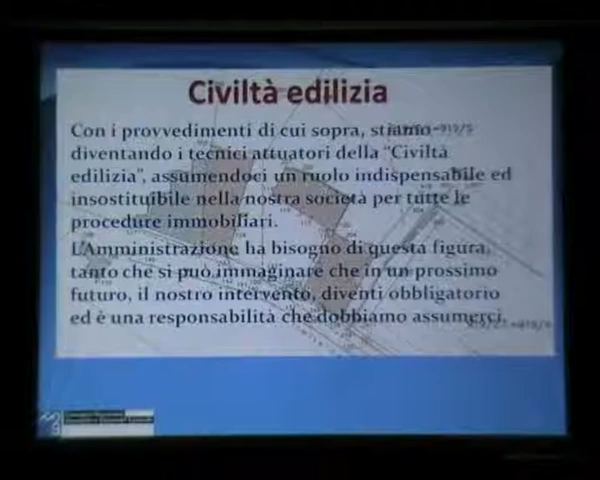 Civiltà edilizia
Con i provvedimenti di cui sopra, stiamo
diventando i tecnici attuatori della "Civiltà
edilizia", assumendoci un ruolo indispensabile ed
insostituibile nella nostra società per tutte le
procedure immobiliari.
L'Amministrazione ha bisogno di questa figura,
tanto che si può immaginare che in un prossimo
futuro, il nostro intervento, diventi obbligatorio
ed è una responsabilità che dobbiamo assumerci.